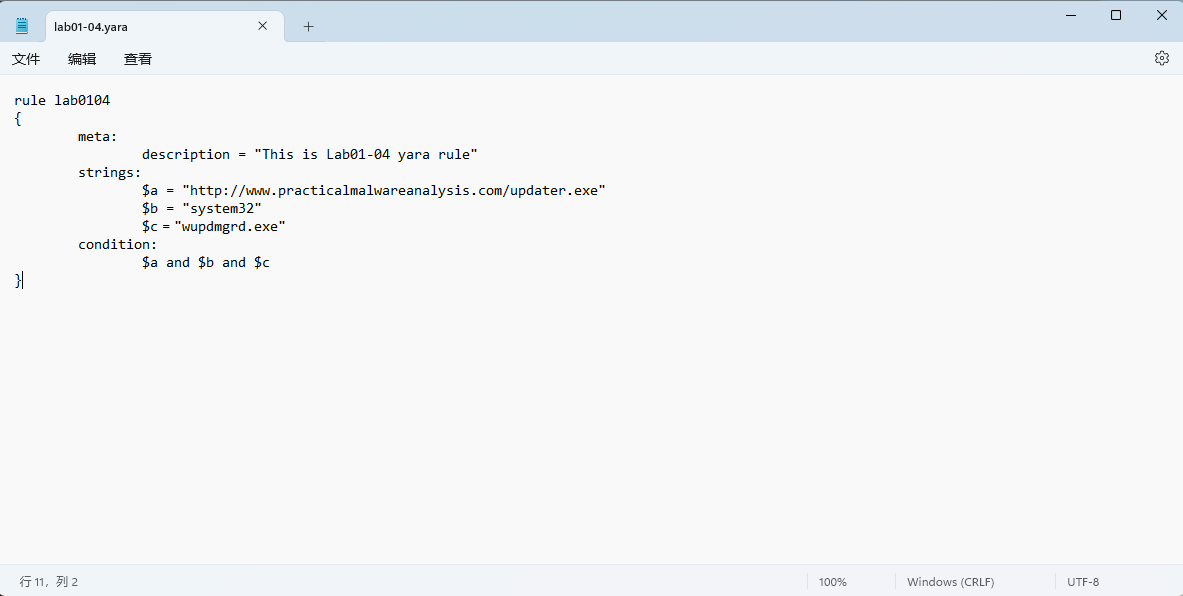 lab01-04.yara
文件 编辑 查看
rule lab0104
{
meta:
description = "This is Lab01-04 yara rule"
strings:
$a = "http://www.practicalmalwareanalysis.com/updater.exe"
$b = "system32"
$c = "wupdmgrd.exe"
condition:
$a and $b and $c
}
行 11，列 2 100% Windows (CRLF) UTF-8